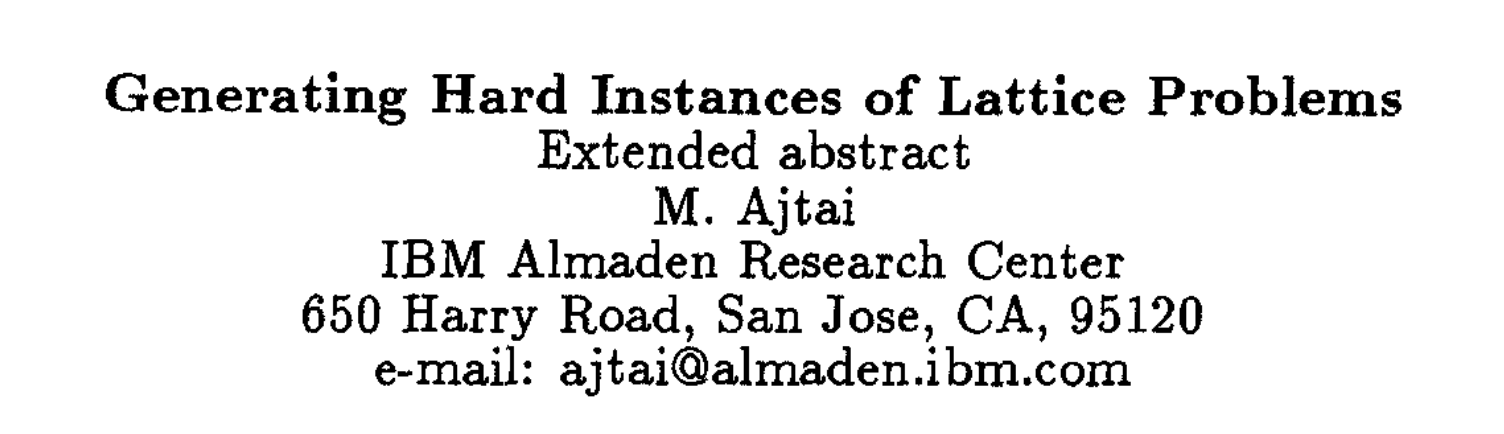 Generating Hard Instances of Lattice Problems
Extended abstract
M. Ajtai
IBM Almaden Research Center
650 Harry Road, San Jose, CA, 95120
e-mail: ajtai@almaden.ibm.com